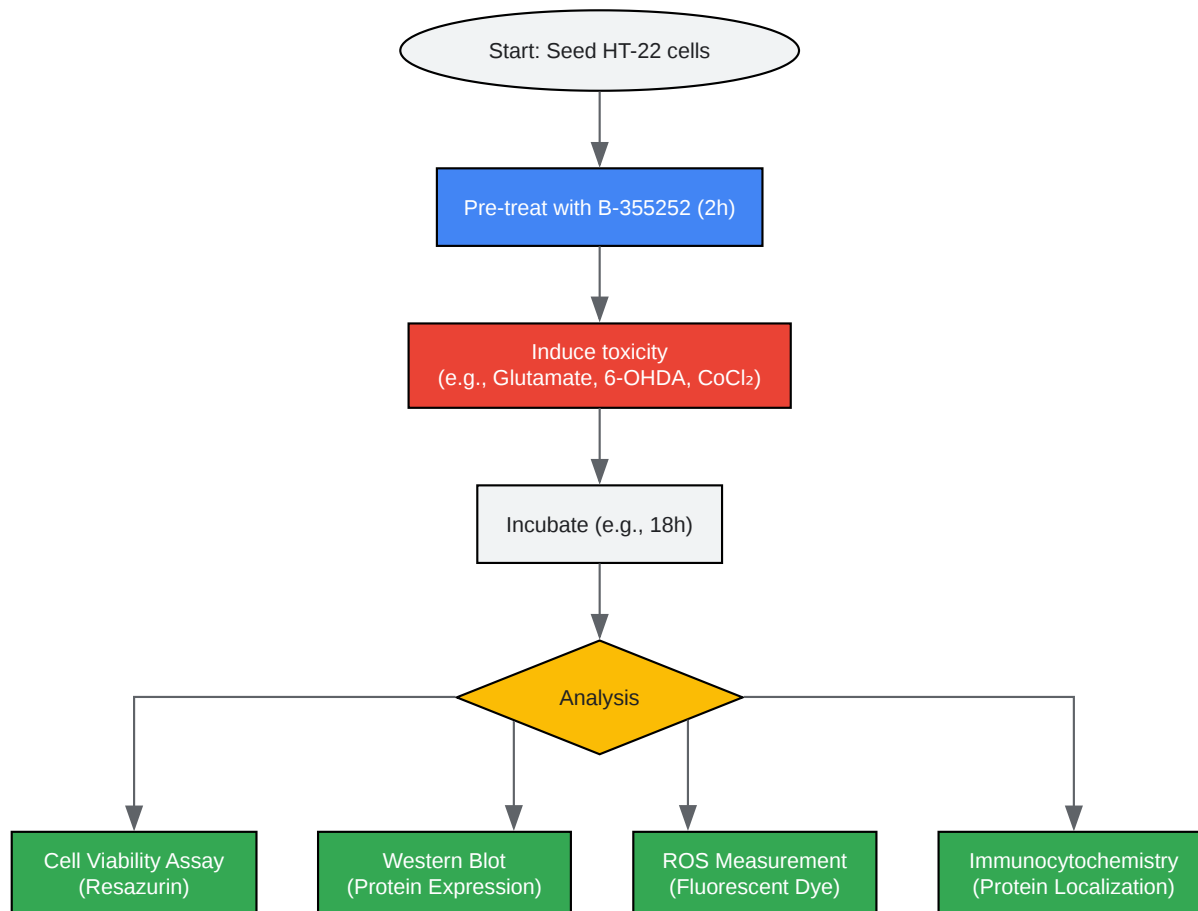 Start: Seed HT-22 cells
Pre-treat with B-355252 (2h)
Induce toxicity
(e.g., Glutamate, 6-OHDA, CoCl₂)
Incubate (e.g., 18h)
Analysis
Cell Viability Assay
(Resazurin)
Western Blot
(Protein Expression)
ROS Measurement
(Fluorescent Dye)
Immunocytochemistry
(Protein Localization)